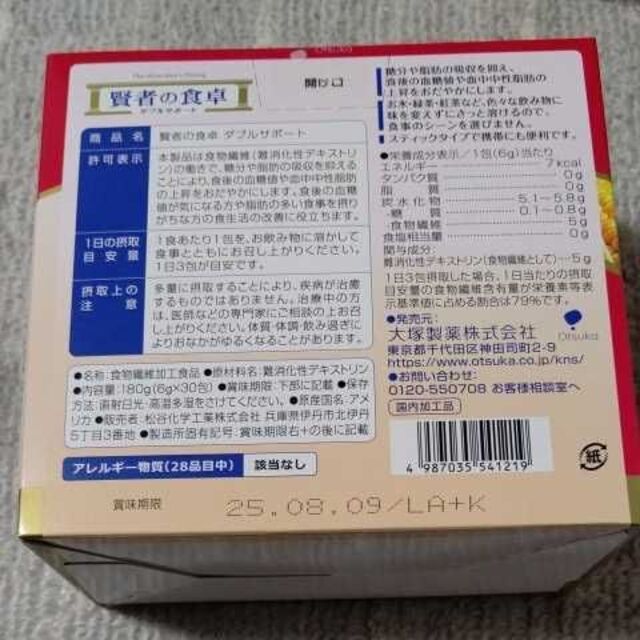 賢者の食卓
ダブルサポート
開け口
商品名 賢者の食卓 ダブルサポート
許可表示
本製品は食物繊維(難消化性デキストリ
ン)の働きで、糖分や脂肪の吸収を抑える
ことにより、食後の血糖値や血中中性脂肪
の上昇をおだやかにします。食後の血糖
値が気になる方や脂肪の多い食事を摂り
がちな方の食生活の改善に役立ちます。
1日の摂取
目安量
1食あたり1包を、お飲み物に溶かして
食事とともにお召し上がりください。
1日3包が目安です。
摂取上の
注意
多量に摂取することにより、疾病が治癒
するものではありません。治療中の方
は、医師などの専門家にご相談の上お召
し上がりください。体質・体調・飲み過ぎに
よりおなかがゆるくなることがあります。
●名称:食物繊維加工食品 ●原材料名:難消化性デキストリン
●内容量:180g(6g×30包) ●賞味期限:下部に記載 ●保存
方法:直射日光・高温多湿をさけてください。 ●原産国名:アメ
リカ ●販売者:松谷化学工業株式会社 兵庫県伊丹市北伊丹
5丁目3番地 ●製造所固有記号:賞味期限右+の後に記載
アレルギー物質(28品目中) 該当なし
賞味期限 25.08.09/LA+K
糖分や脂肪の吸収を抑え、
食後の血糖値や血中中性脂肪の
上昇をおだやかにします。
お水・緑茶・紅茶など、色々な飲み物に
味を変えずにさっと溶けるので、
食事のシーンを選びません。
スティックタイプで携帯にも便利です。
●栄養成分表示/1包(6g)当たり
エネルギー 7kcal
タンパク質 0g
脂質 0g
炭水化物 5.1-5.8g
-糖質 0.1-0.8g
-食物繊維 5g
食塩相当量 0g
関与成分:
難消化性デキストリン(食物繊維として)…5g
1日3包摂取した場合、1日当たりの摂取
目安量の食物繊維含有量が栄養素等表
示基準値に占める割合は79%です。
●発売元:
大塚製薬株式会社
Otsuka
東京都千代田区神田司町2-9
https://www.otsuka.co.jp/kns/
●お問い合わせ:
0120-550708 お客様相談室へ
国内加工品
4 987035 541219
紙